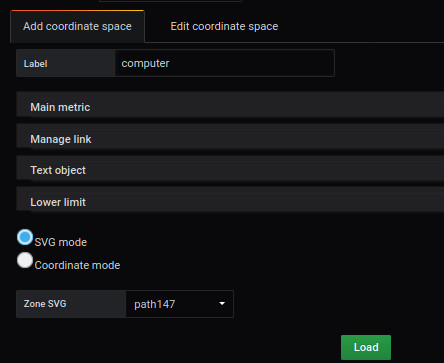 Add coordinate space Edit coordinate space
Label computer
Main metric
Manage link
Text object
Lower limit
SVG mode
Coordinate mode
Zone SVG path147
Load